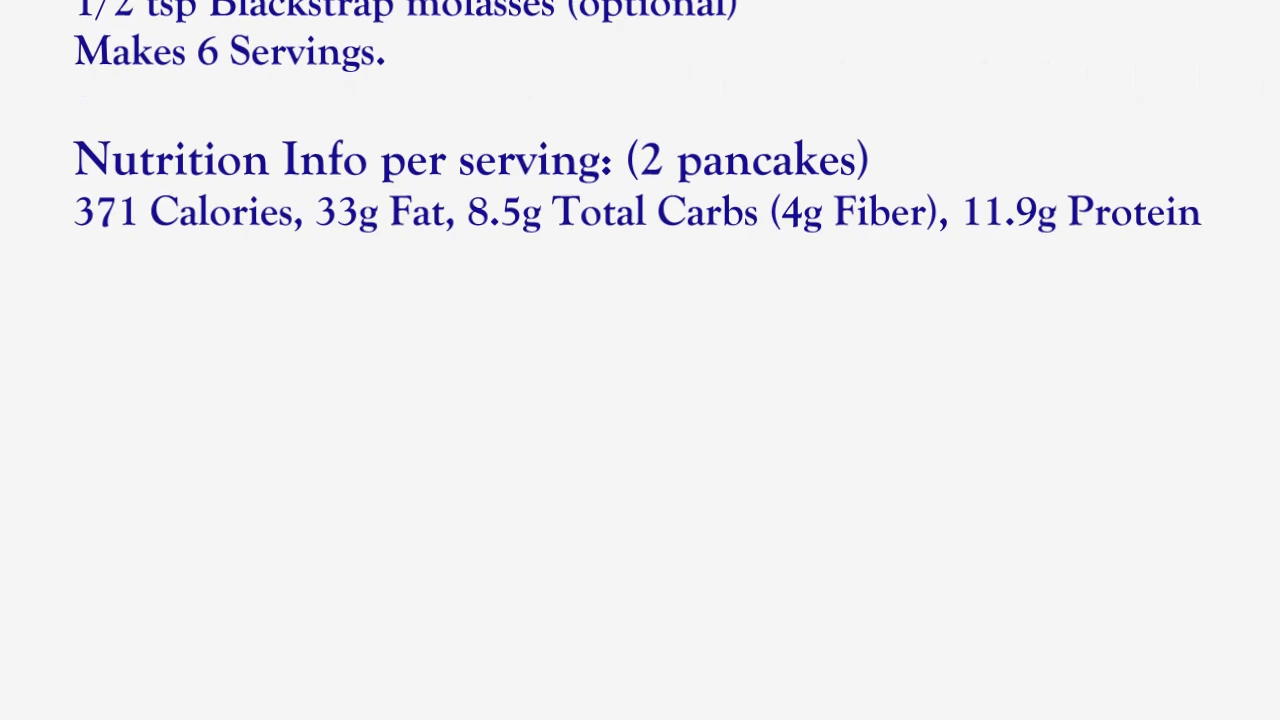 1/2 tsp Blackstrap molasses (optional)
Makes 6 Servings.
Nutrition Info per serving: (2 pancakes)
371 Calories, 33g Fat, 8.5g Total Carbs (4g Fiber), 11.9g Protein